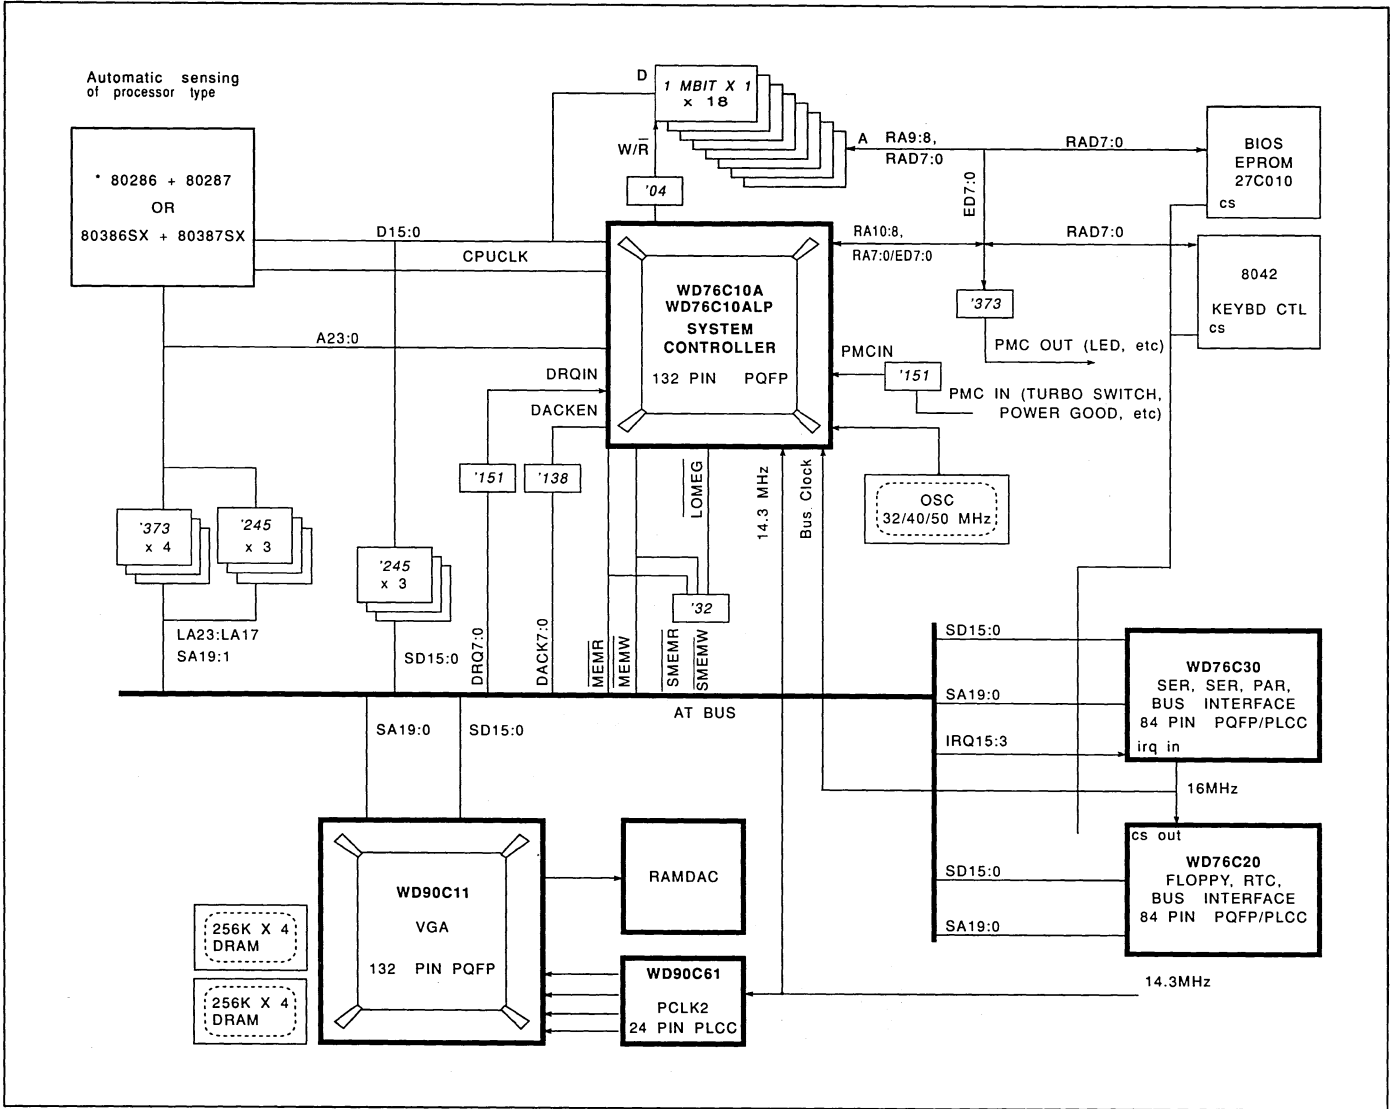 Automatic sensing
of processor type
* 80286 + 80287
OR
80386SX + 80387SX
D
1 MBIT X 1
x 18
W/R̅
'04
A
RA9:8,
RAD7:0
RAD7:0
ED7:0
BIOS
EPROM
27C010
cs
D15:0
CPUCLK
RA10:8,
RA7:0/ED7:0
RAD7:0
8042
KEYBD CTL
cs
WD76C10A
WD76C10ALP
SYSTEM
CONTROLLER
132 PIN PQFP
'373
PMC OUT (LED, etc)
A23:0
PMCIN
'151
PMC IN (TURBO SWITCH,
POWER GOOD, etc)
DRQIN
DACKEN
'151
'138
LOMEG
14.3 MHz
Bus Clock
OSC
32/40/50 MHz
'373
x 4
'245
x 3
'245
x 3
'32
LA23:LA17
SA19:1
SD15:0
DRQ7:0
DACK7:0
MEMR
MEMW
SMEMR
SMEMW
AT BUS
SD15:0
SA19:0
IRQ15:3
WD76C30
SER, SER, PAR,
BUS INTERFACE
84 PIN PQFP/PLCC
irq in
16MHz
SA19:0
SD15:0
cs out
WD76C20
FLOPPY, RTC,
BUS INTERFACE
84 PIN PQFP/PLCC
SD15:0
SA19:0
WD90C11
VGA
132 PIN PQFP
RAMDAC
256K X 4
DRAM
256K X 4
DRAM
WD90C61
PCLK2
24 PIN PLCC
14.3MHz